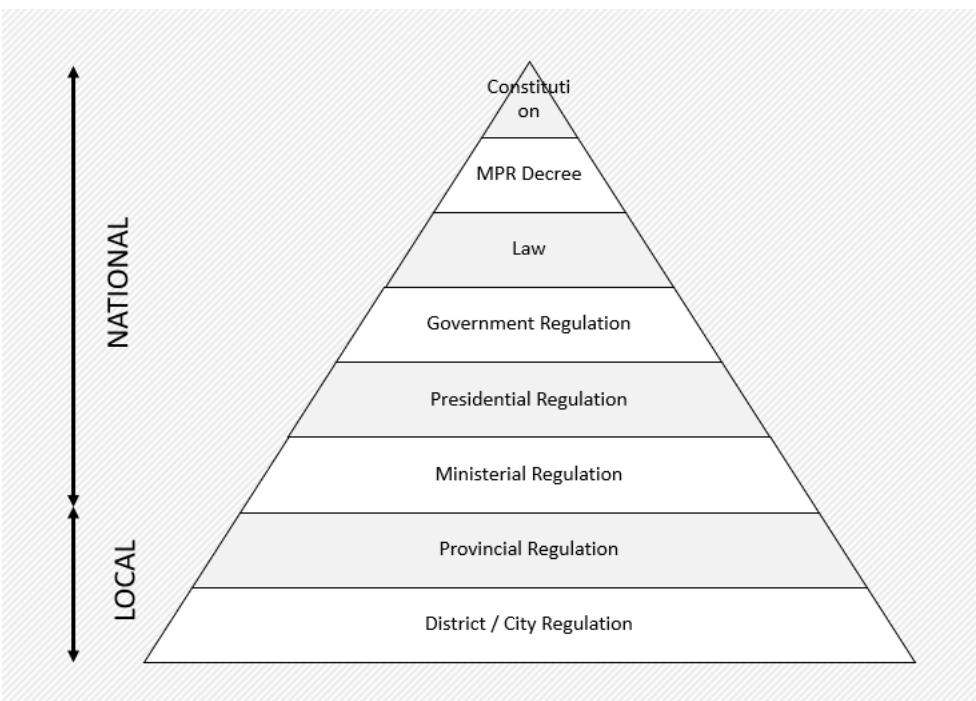 Constituti
on
MPR Decree
Law
Government Regulation
Presidential Regulation
Ministerial Regulation
Provincial Regulation
District / City Regulation
NATIONAL
LOCAL